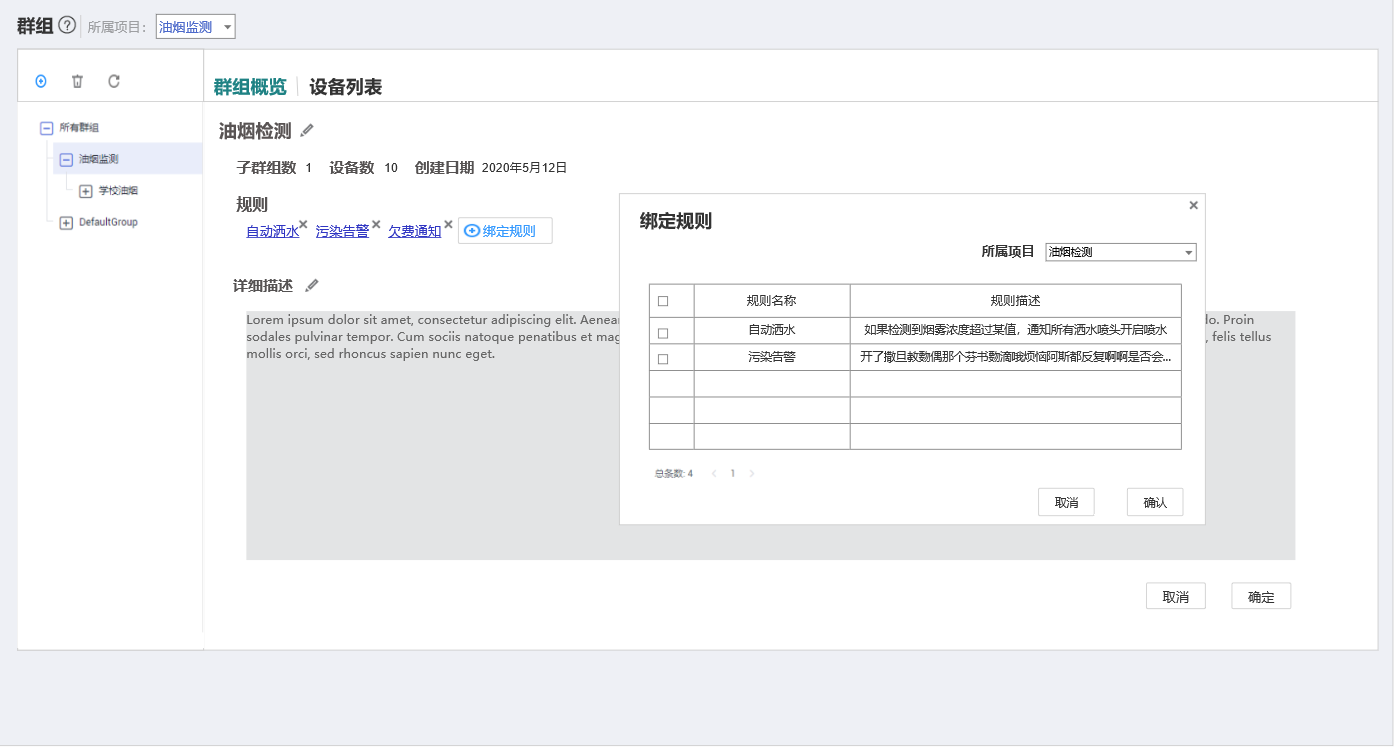 群组 ? 所属项目: 油烟监测
群组概览 设备列表
所有群组
油烟监测
学校油烟
DefaultGroup
油烟检测
子群组数 1 设备数 10 创建日期 2020年5月12日
规则
自动洒水 污染告警 欠费通知 绑定规则
详细描述
Lorem ipsum dolor sit amet, consectetur adipiscing elit. Aenea lo. Proin
sodales pulvinar tempor. Cum sociis natoque penatibus et mag , felis tellus
mollis orci, sed rhoncus sapien nunc eget.
绑定规则
所属项目 油烟检测
规则名称 规则描述
自动洒水 如果检测到烟雾浓度超过某值，通知所有洒水喷头开启喷水
污染告警 开了撒旦教勤偶那个芬书勤滴哦烦恼阿斯都反复啊啊是否会...
总条数: 4 < 1 >
取消 确认
取消 确定